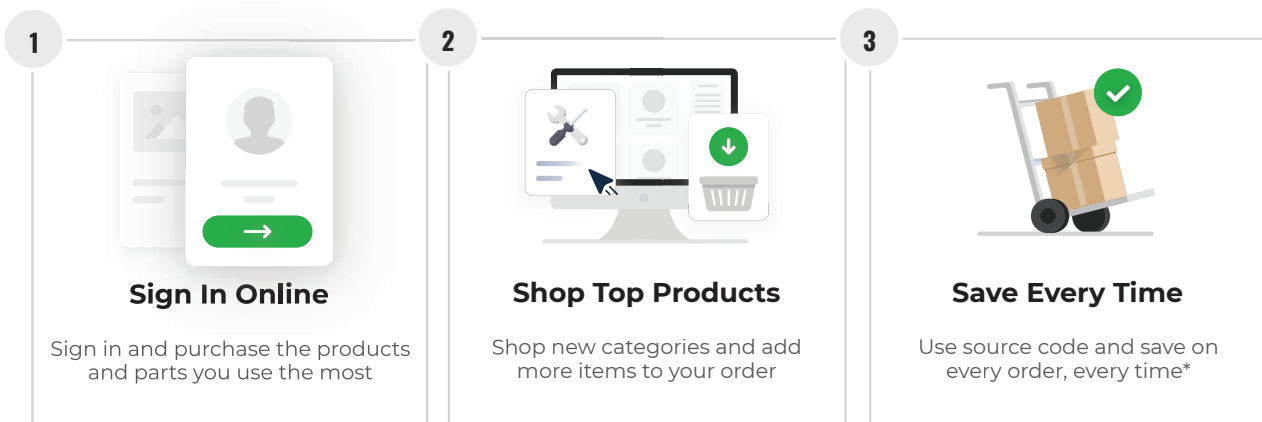 1
Sign In Online
Sign in and purchase the products
and parts you use the most
2
Shop Top Products
Shop new categories and add
more items to your order
3
Save Every Time
Use source code and save on
every order, every time*